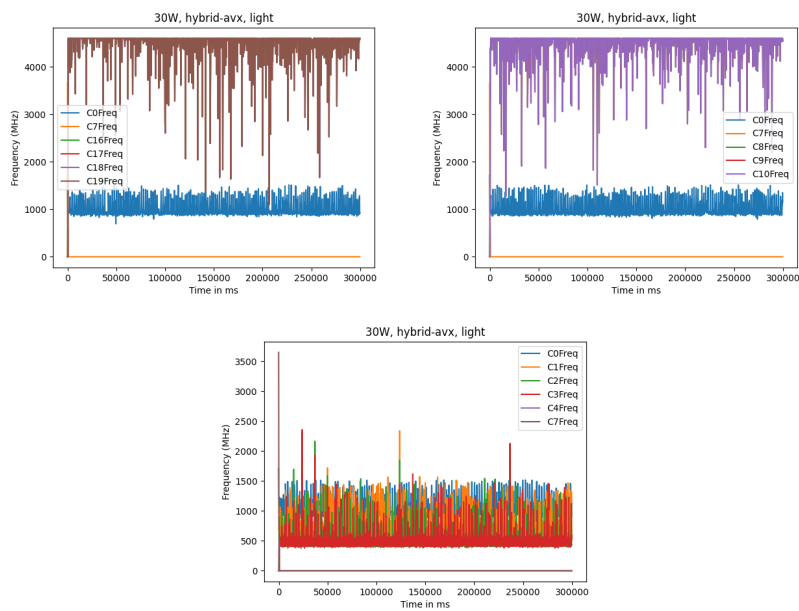 30W, hybrid-avx, light
Frequency (MHz)
4000
3000
2000
1000
0
C0Freq
C7Freq
C16Freq
C17Freq
C18Freq
C19Freq
0 50000 100000 150000 200000 250000 300000
Time in ms
30W, hybrid-avx, light
Frequency (MHz)
4000
3000
2000
1000
0
C0Freq
C7Freq
C8Freq
C9Freq
C10Freq
0 50000 100000 150000 200000 250000 300000
Time in ms
30W, hybrid-avx, light
Frequency (MHz)
3500
3000
2500
2000
1500
1000
500
0
C0Freq
C1Freq
C2Freq
C3Freq
C4Freq
C7Freq
0 50000 100000 150000 200000 250000 300000
Time in ms